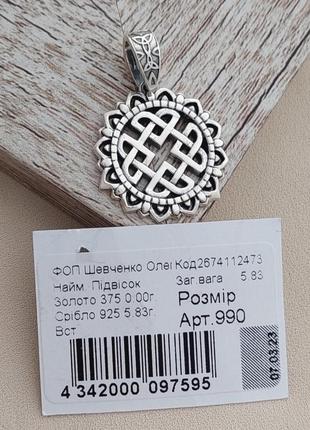 ФОП Шевченко Олег Код2674112473
Найм. Підвісок Заг.вага 5.83
Золото 375 0.00г. Розмір
Срібло 925 5.83г. Арт.990
Вст
07.03.23
4 342000 097595